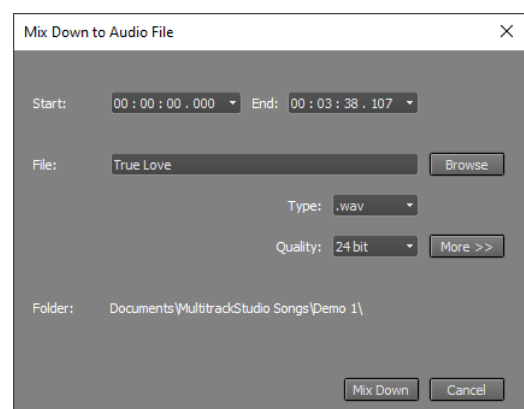 Mix Down to Audio File
Start: 00 : 00 : 00 . 000 End: 00 : 03 : 38 . 107
File: True Love Browse
Type: .wav
Quality: 24 bit More >>
Folder: Documents\MultitrackStudio Songs\Demo 1\
Mix Down Cancel